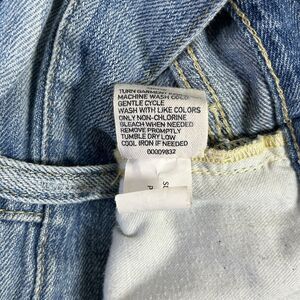 TURN GARMENT
MACHINE WASH COLD
GENTLE CYCLE
WASH WITH LIKE COLORS
ONLY NON-CHLORINE
BLEACH WHEN NEEDED
REMOVE PROMPTLY
TUMBLE DRY LOW
COOL IRON IF NEEDED
00009832